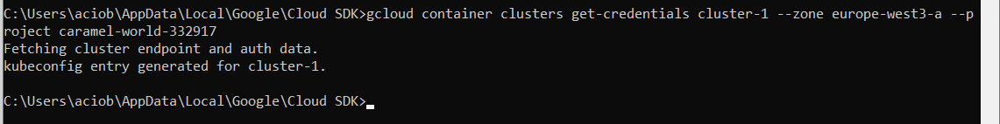 C:\Users\aciob\AppData\Local\Google\Cloud SDK>gcloud container clusters get-credentials cluster-1 --zone europe-west3-a --p
roject caramel-world-332917
Fetching cluster endpoint and auth data.
kubeconfig entry generated for cluster-1.
C:\Users\aciob\AppData\Local\Google\Cloud SDK>